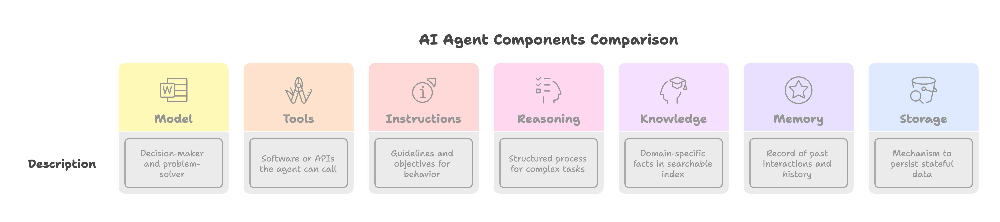 AI Agent Components Comparison
W
i
Model
Tools
Instructions
Reasoning
Knowledge
Memory
Storage
Description
Decision-maker
and problem-
solver
Software or APIs
the agent can call
Guidelines and
objectives for
behavior
Structured process
for complex tasks
Domain-specific
facts in searchable
index
Record of past
interactions and
history
Mechanism to
persist stateful
data